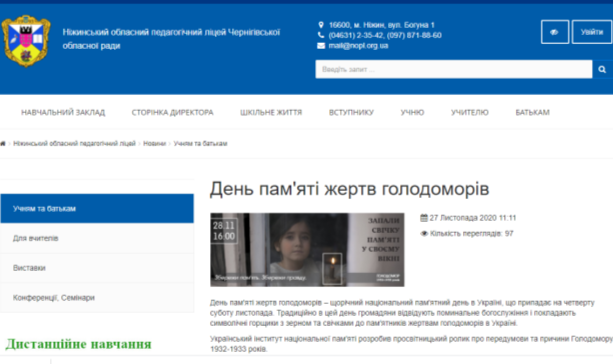 Ніжинський обласний педагогічний ліцей Чернігівської
обласної ради
16600, м. Ніжин, вул. Богуна 1
(04631) 2-35-42, (097) 871-88-60
mail@nopl.org.ua
Увійти
Введіть запит ...
НАВЧАЛЬНИЙ ЗАКЛАД СТОРІНКА ДИРЕКТОРА ШКІЛЬНЕ ЖИТТЯ ВСТУПНИКУ УЧНЮ УЧИТЕЛЮ БАТЬКАМ
Ніжинський обласний педагогічний ліцей Новини Учням та батькам
Учням та батькам
Для вчителів
Виставки
Конференції, Семінари
Дистанційне навчання
День пам'яті жертв голодоморів
28.11
16:00
ЗАПАЛИ
СВІЧКУ
ПАМ'ЯТІ
У СВОЄМУ
ВІКНІ
Збережемо пам'ять. Збережемо правду.
27 Листопада 2020 11:11
Кількість переглядів: 97
День пам'яті жертв голодоморів – щорічний національний пам'ятний день в Україні, що припадає на четверту
суботу листопада. Традиційно в цей день громадяни відвідують поминальне богослужіння і покладають
символічні горщики з зерном та свічками до пам'ятників жертвам голодоморів в Україні.
Український інститут національної пам'яті розробив просвітницький ролик про передумови та причини Голодомору
1932-1933 років.